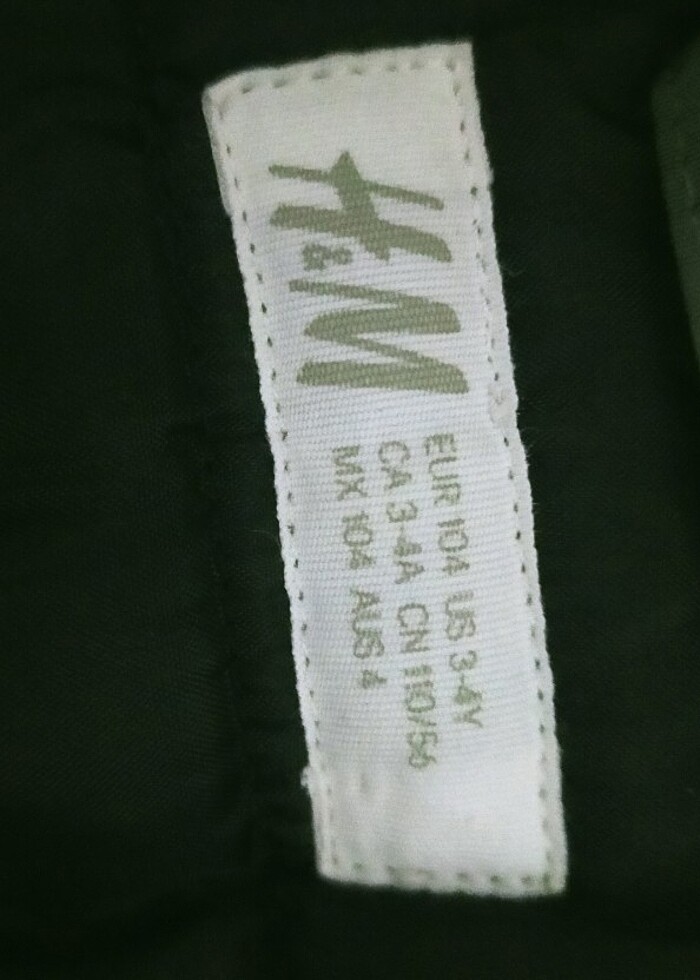 H&M
EUR 104 US 3-4Y
CA 3-4A CN 110/56
MX 104 AUS 4